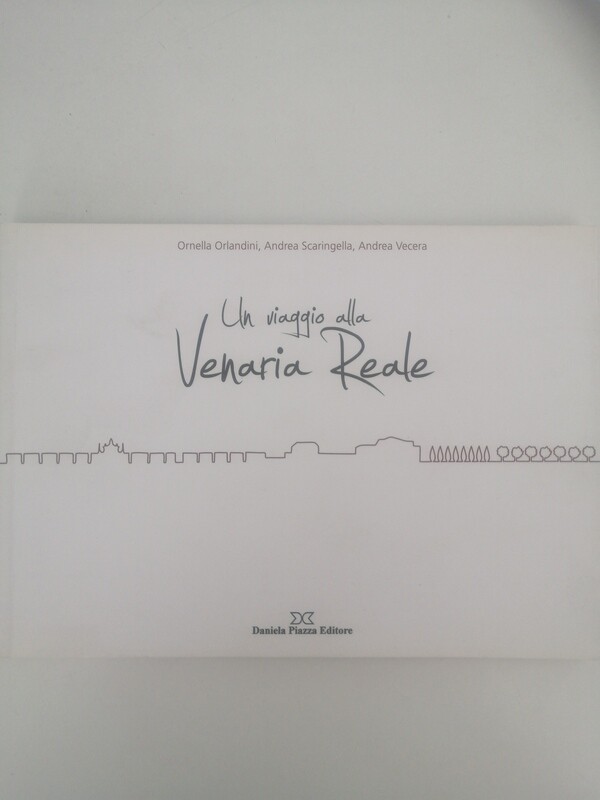 Ornella Orlandini, Andrea Scaringella, Andrea Vecera
Un viaggio alla
Venaria Reale
Daniela Piazza Editore